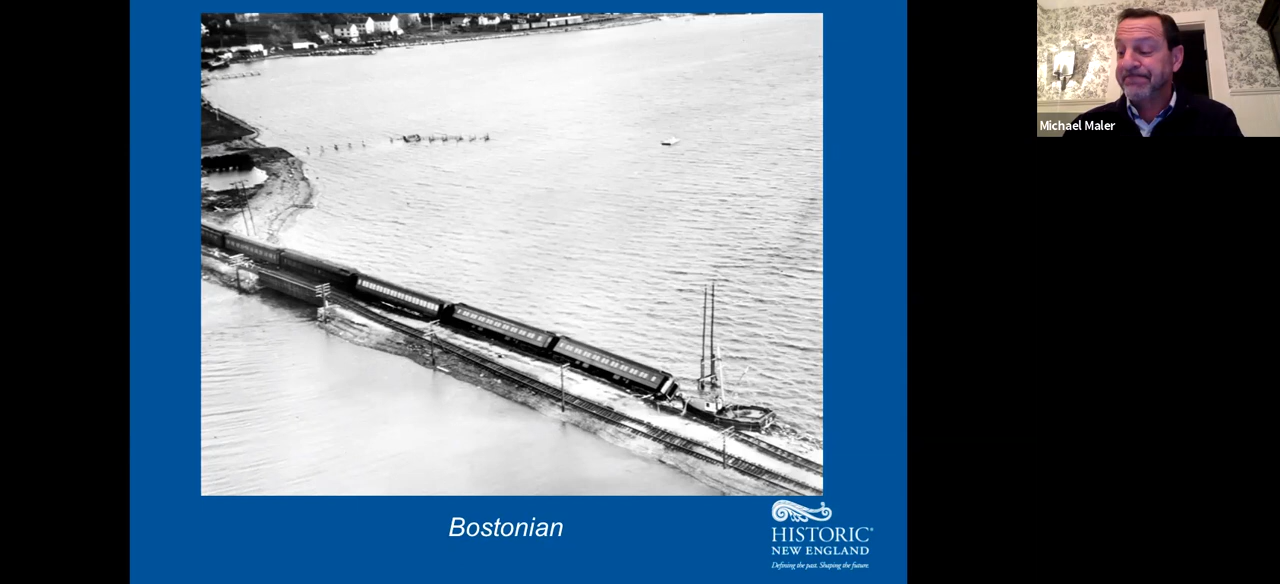 Michael Maler
Bostonian
HISTORIC®
NEW ENGLAND
Defining the past. Shaping the future.